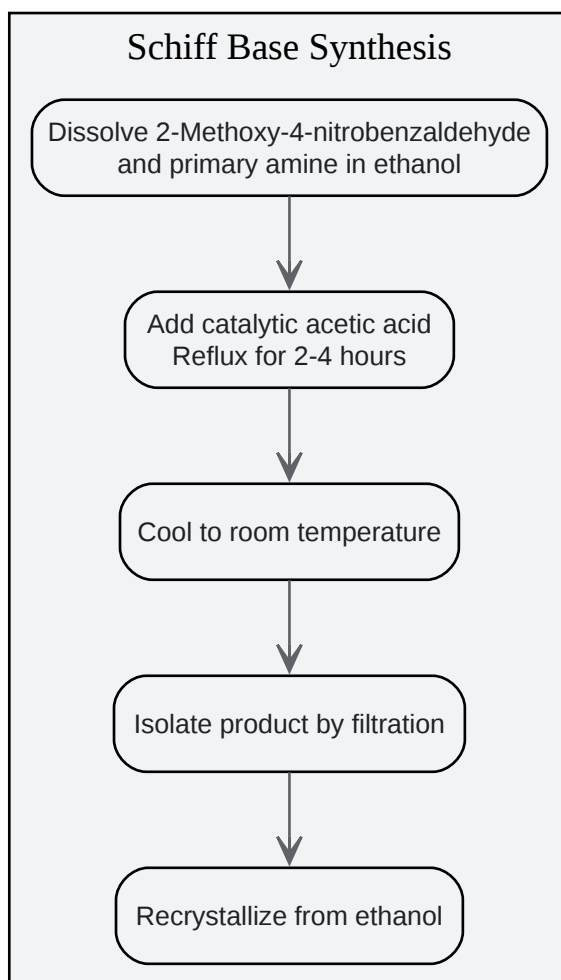 Schiff Base Synthesis
Dissolve 2-Methoxy-4-nitrobenzaldehyde
and primary amine in ethanol
Add catalytic acetic acid
Reflux for 2-4 hours
Cool to room temperature
Isolate product by filtration
Recrystallize from ethanol